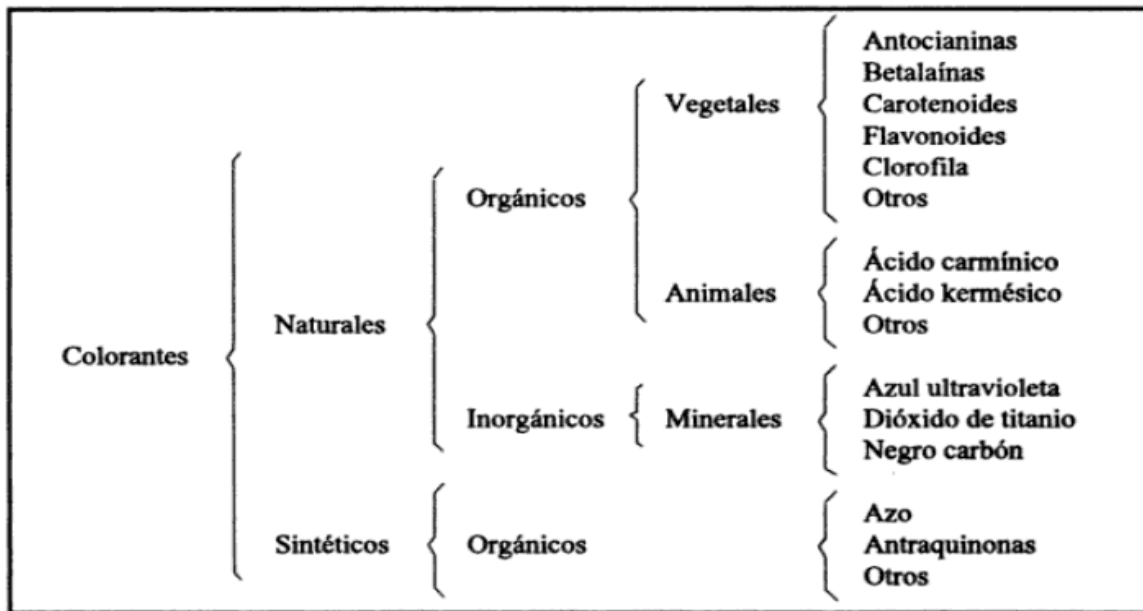 Antocianinas
Betalaínas
Vegetales Carotenoides
Flavonoides
Clorofila
Orgánicos Otros
Ácido carmínico
Animales Ácido kermésico
Naturales Otros
Colorantes
Azul ultravioleta
Inorgánicos Minerales Dióxido de titanio
Negro carbón
Azo
Sintéticos Orgánicos Antraquinonas
Otros